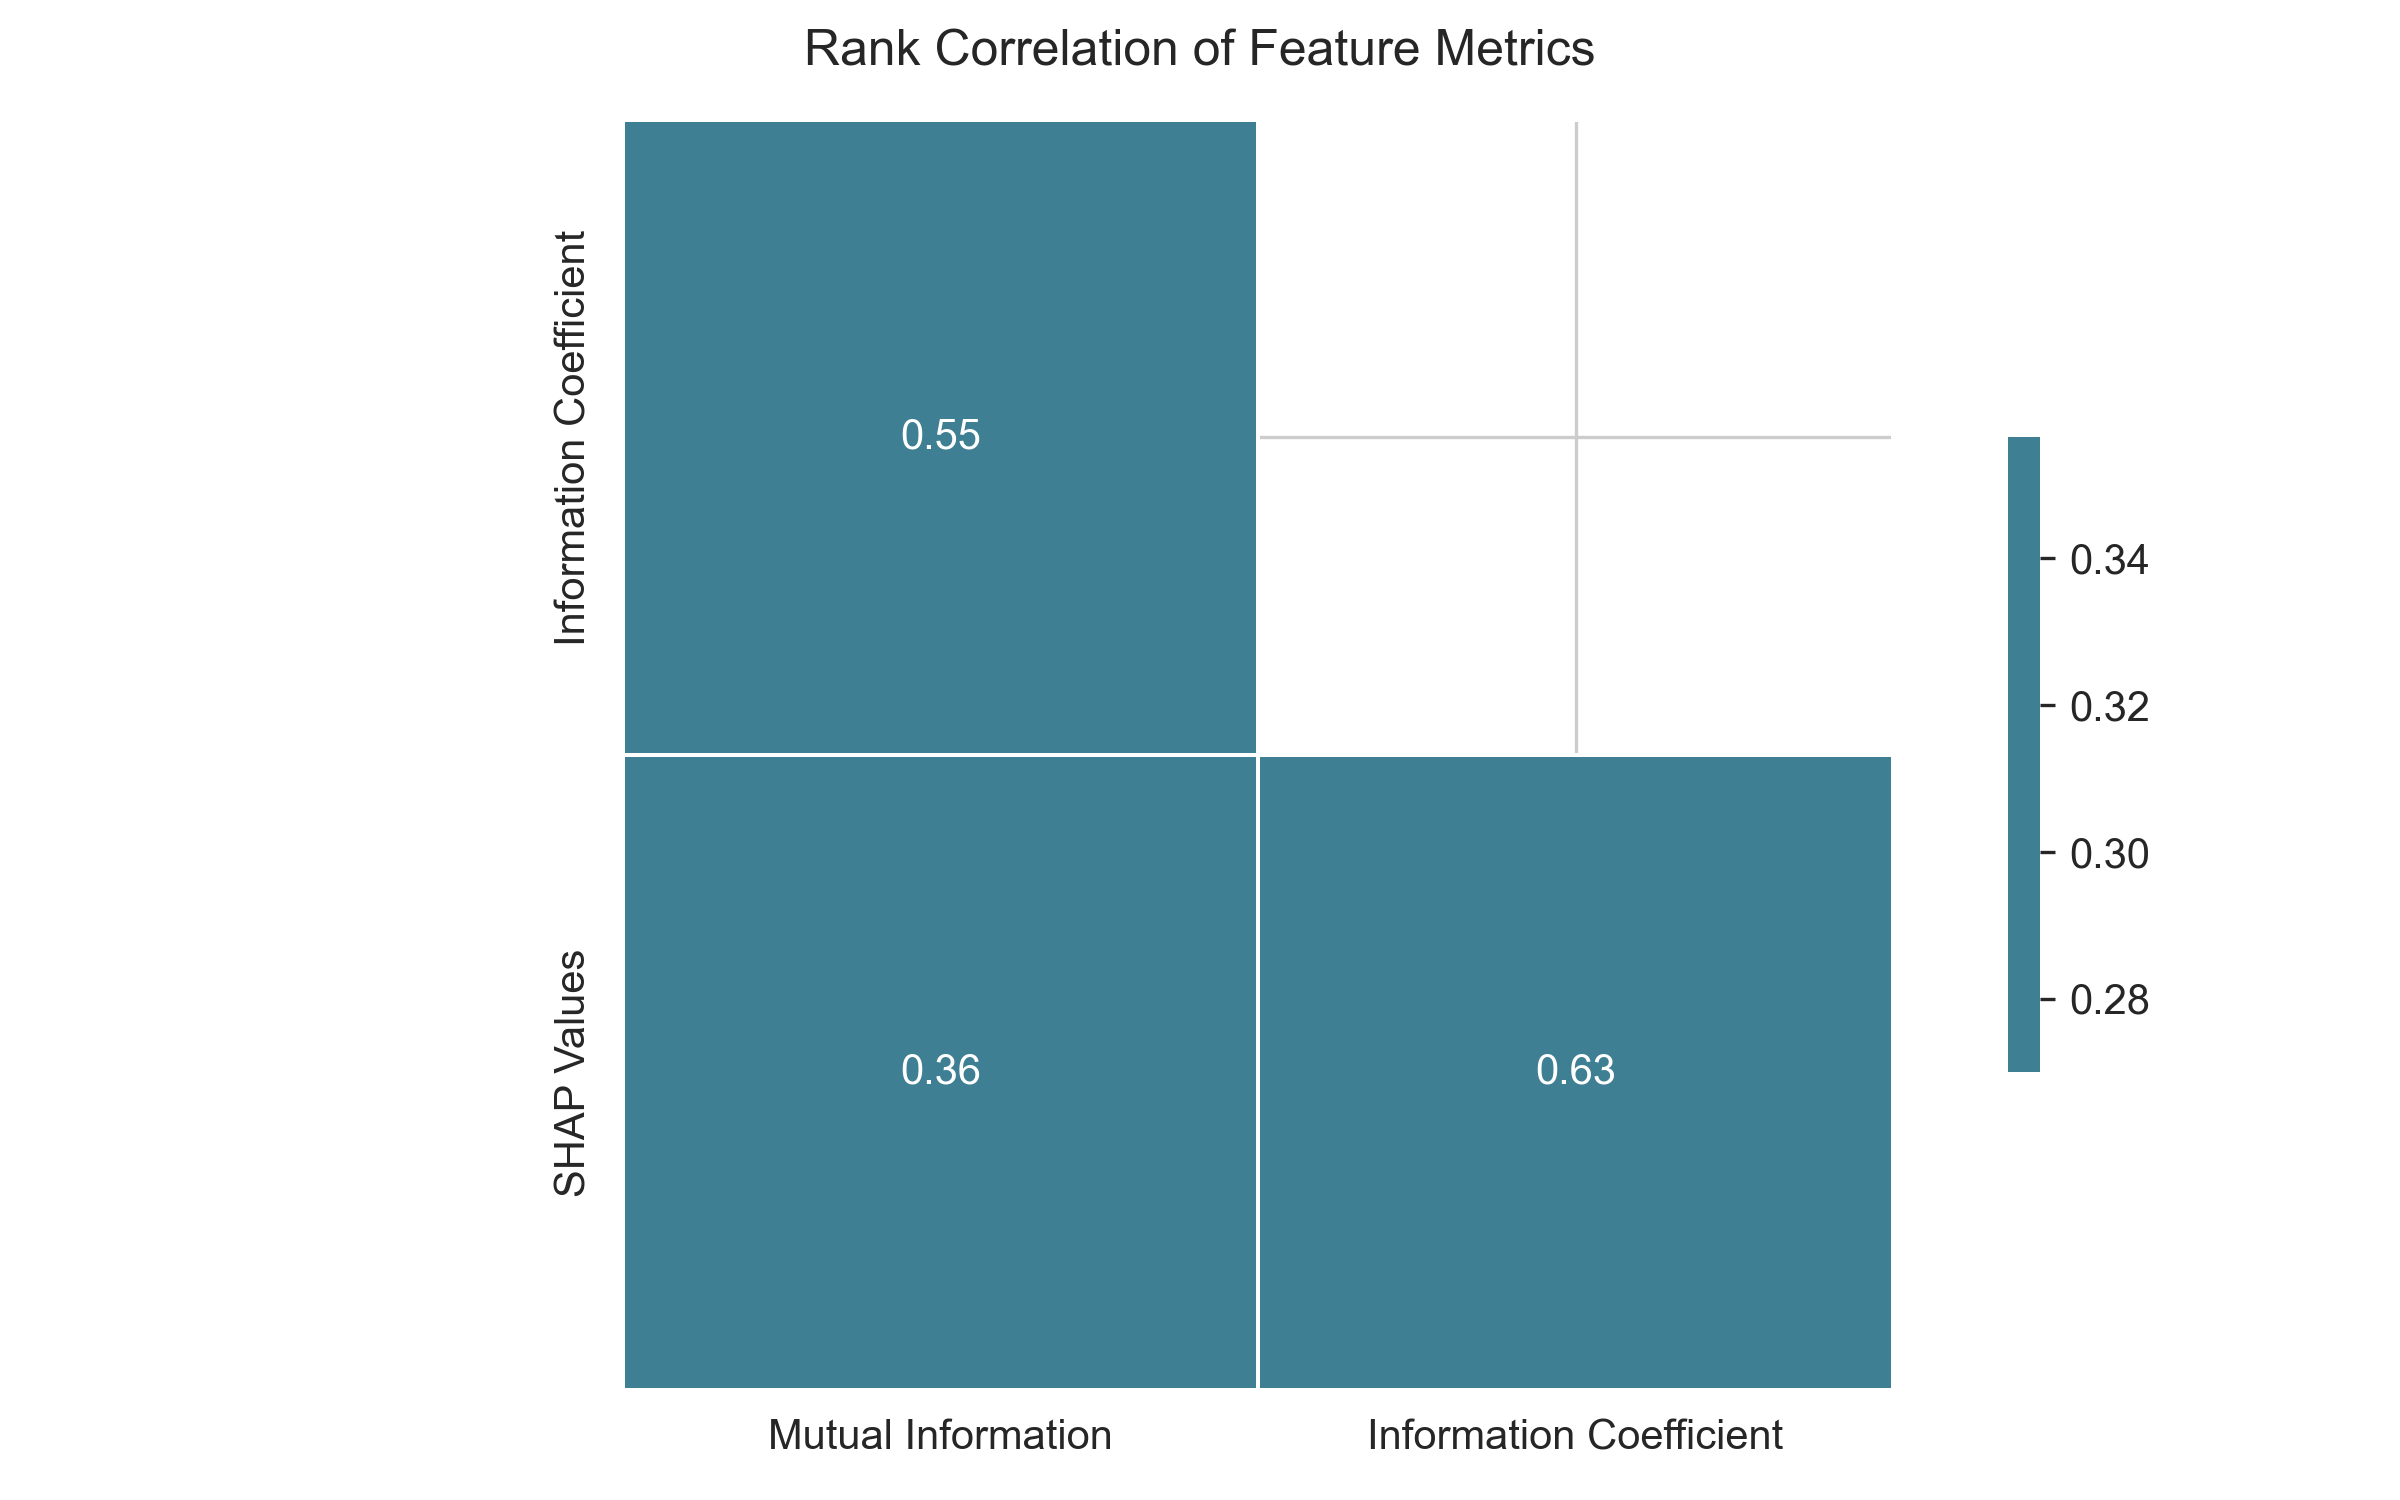 Rank Correlation of Feature Metrics
Information Coefficient
0.55
SHAP Values
0.36
0.63
Mutual Information
Information Coefficient
0.34
0.32
0.30
0.28